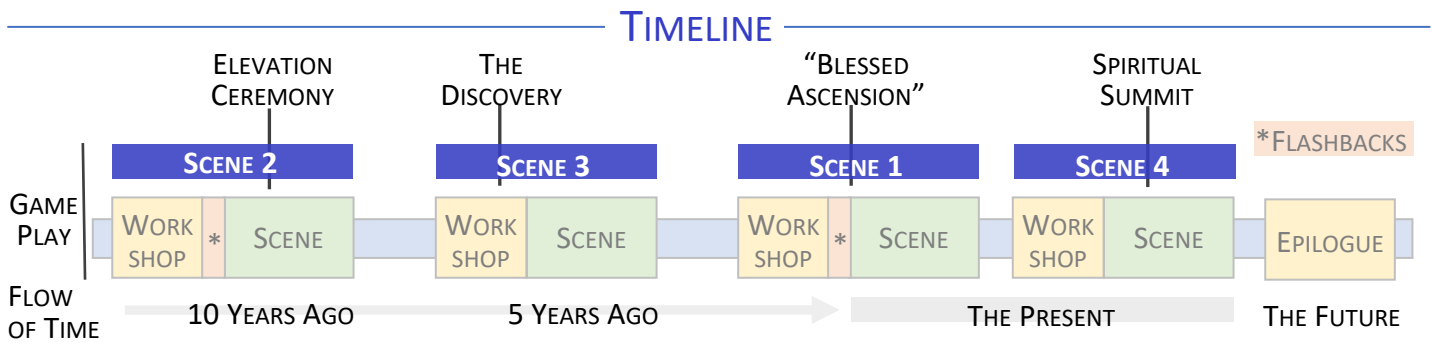 TIMELINE
ELEVATION CEREMONY
THE DISCOVERY
“BLESSED ASCENSION”
SPIRITUAL SUMMIT
*FLASHBACKS
SCENE 2
SCENE 3
SCENE 1
SCENE 4
GAME PLAY
WORK SHOP
*
SCENE
WORK SHOP
SCENE
WORK SHOP
*
SCENE
WORK SHOP
SCENE
EPILOGUE
FLOW OF TIME
10 YEARS AGO
5 YEARS AGO
THE PRESENT
THE FUTURE